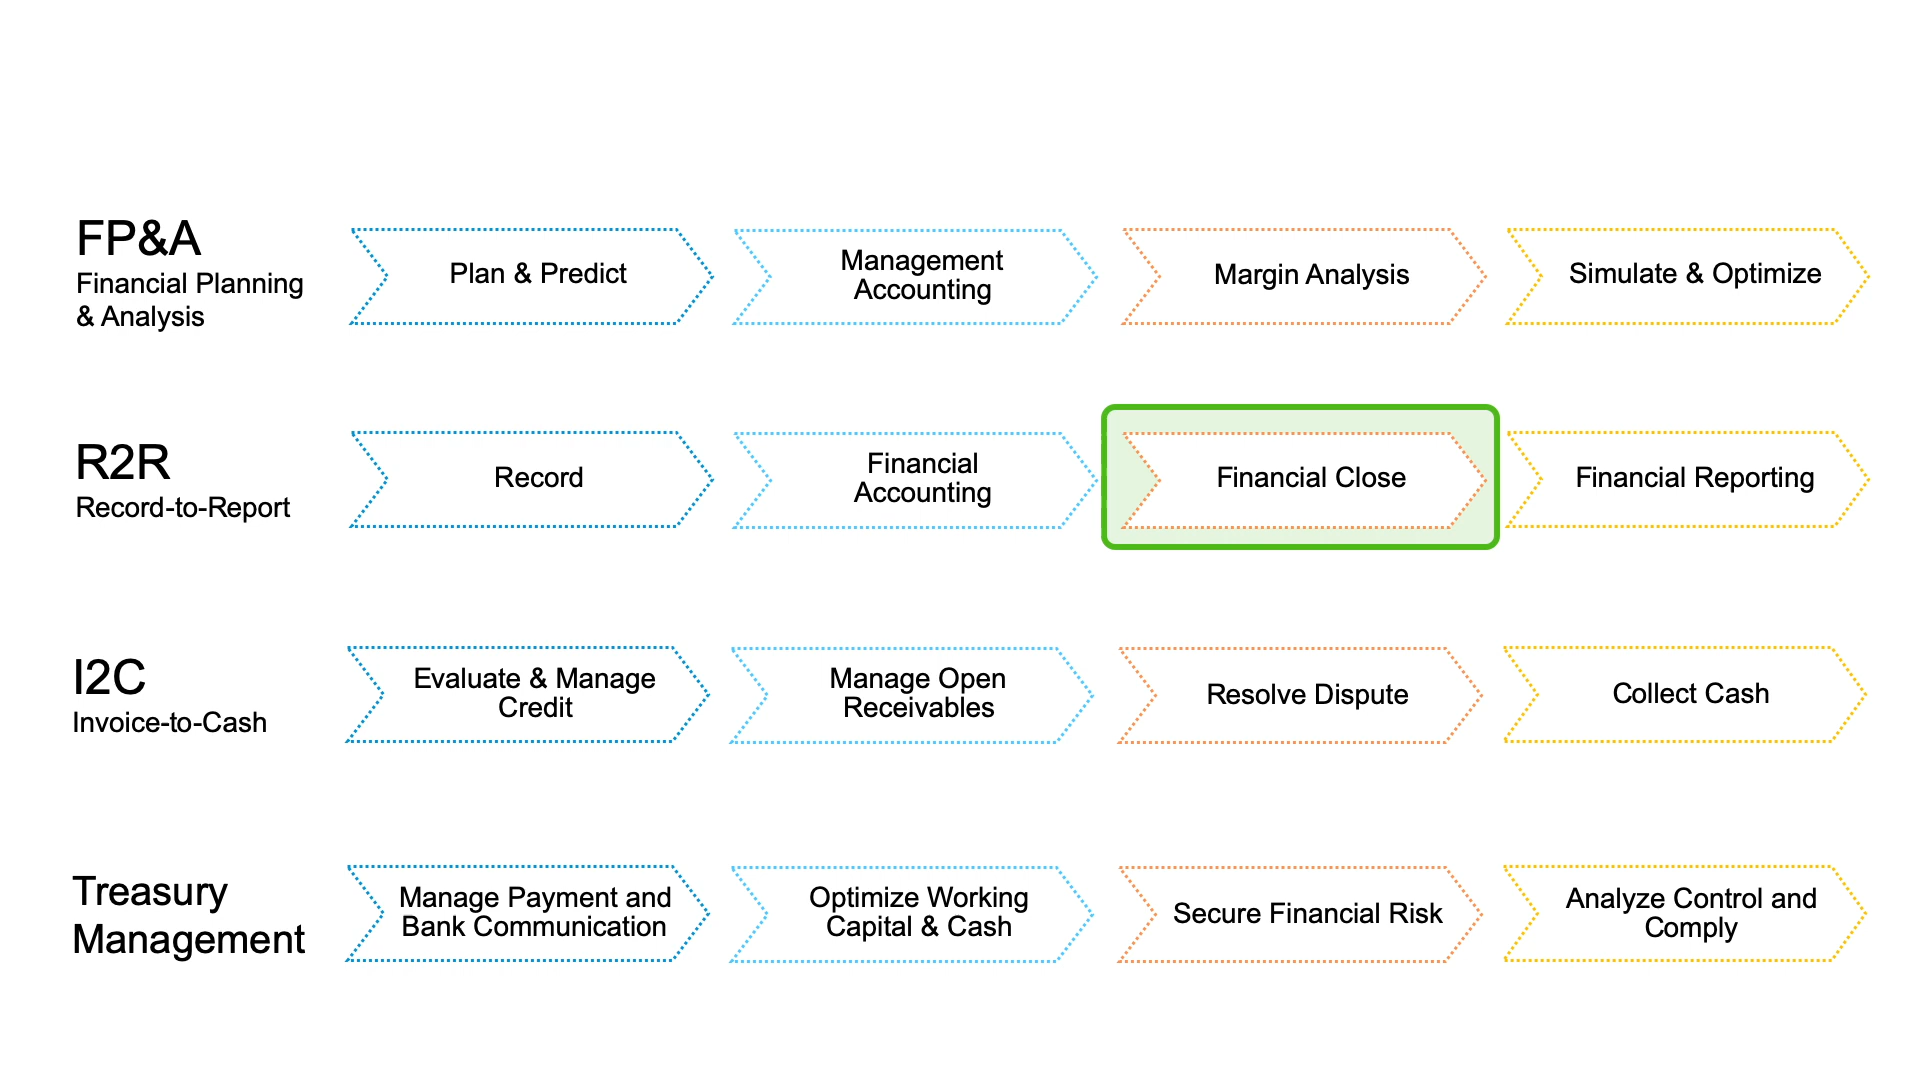 FP&A
Financial Planning
& Analysis
Plan & Predict
Management
Accounting
Margin Analysis
Simulate & Optimize
R2R
Record-to-Report
Record
Financial
Accounting
Financial Close
Financial Reporting
I2C
Invoice-to-Cash
Evaluate & Manage
Credit
Manage Open
Receivables
Resolve Dispute
Collect Cash
Treasury
Management
Manage Payment and
Bank Communication
Optimize Working
Capital & Cash
Secure Financial Risk
Analyze Control and
Comply